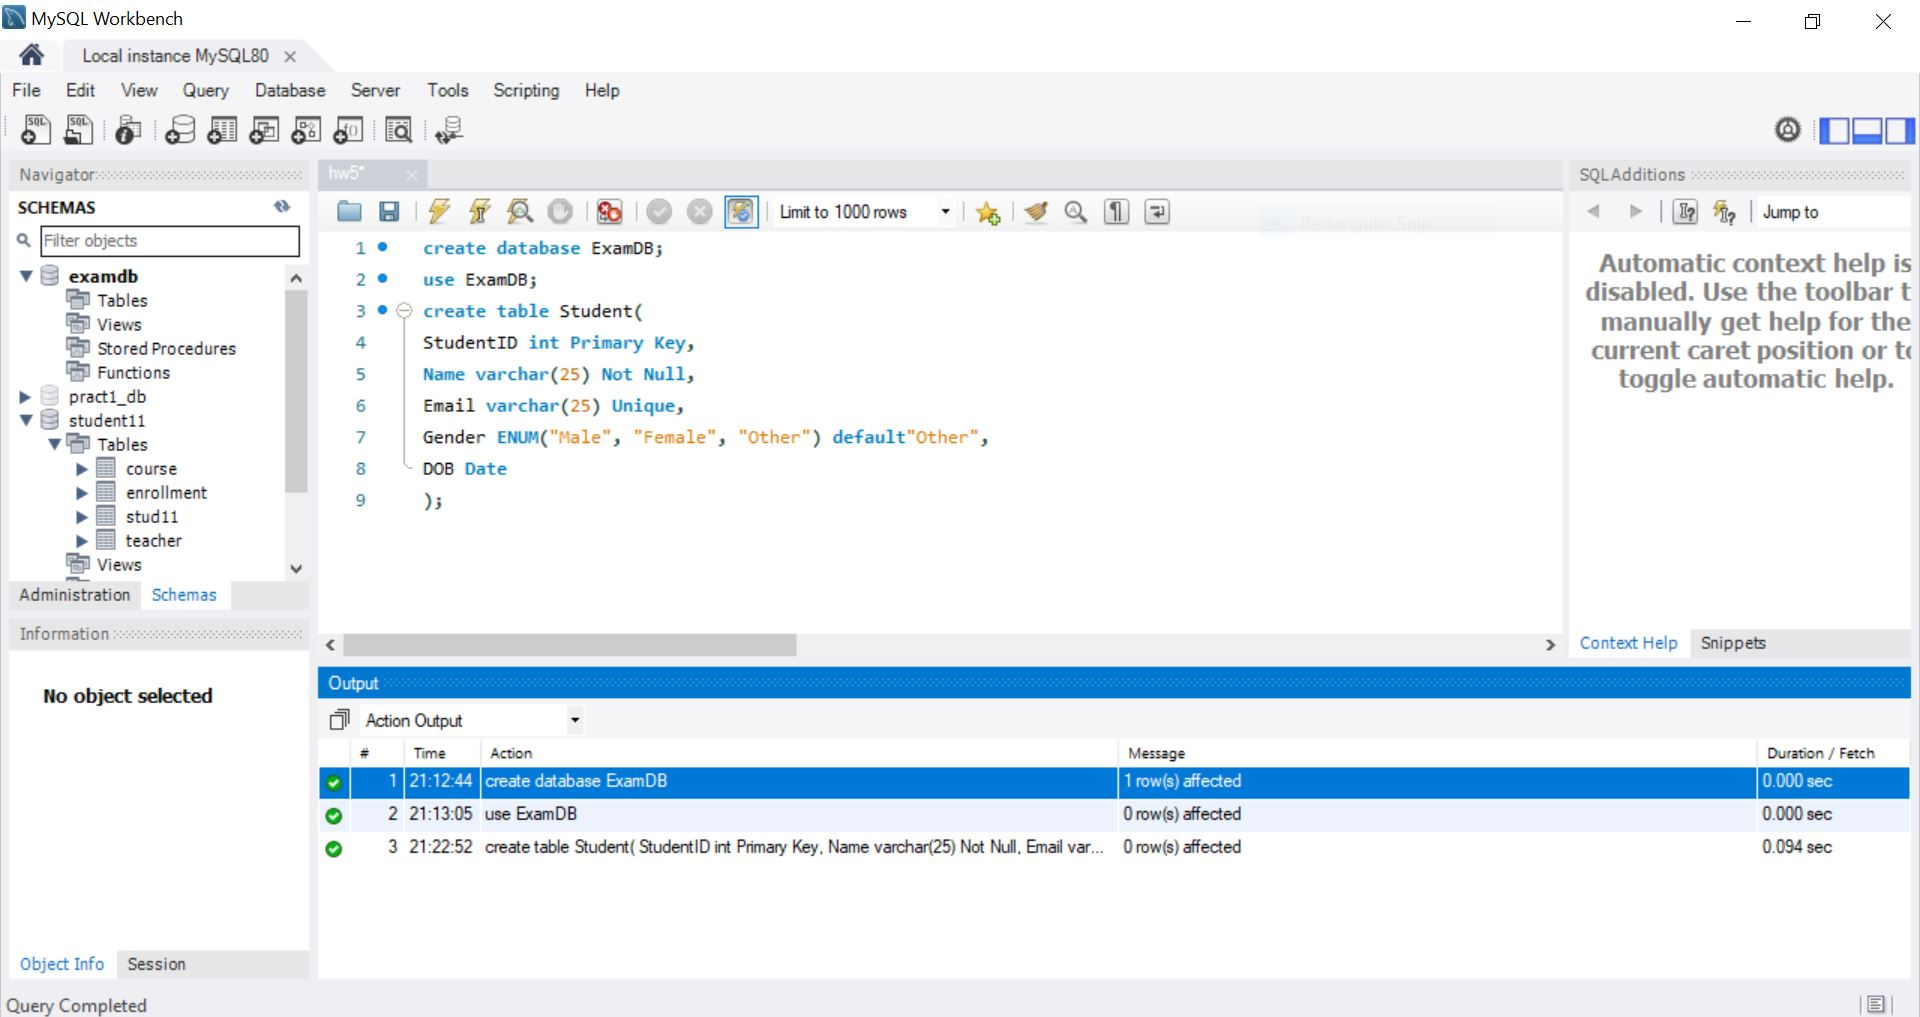 MySQL Workbench
Local instance MySQL80
File Edit View Query Database Server Tools Scripting Help
Navigator
SCHEMAS
Filter objects
examdb
Tables
Views
Stored Procedures
Functions
pract1_db
student11
Tables
course
enrollment
stud11
teacher
Views
Administration Schemas
Information
No object selected
Object Info Session
Query Completed
hw5*
Limit to 1000 rows
Rectangular Snip
1 create database ExamDB;
2 use ExamDB;
3 create table Student(
4 StudentID int Primary Key,
5 Name varchar(25) Not Null,
6 Email varchar(25) Unique,
7 Gender ENUM("Male", "Female", "Other") default"Other",
8 DOB Date
9 );
SQLAdditions
Jump to
Automatic context help is
disabled. Use the toolbar t
manually get help for the
current caret position or to
toggle automatic help.
Context Help Snippets
Output
Action Output
# Time Action Message Duration / Fetch
1 21:12:44 create database ExamDB 1 row(s) affected 0.000 sec
2 21:13:05 use ExamDB 0 row(s) affected 0.000 sec
3 21:22:52 create table Student( StudentID int Primary Key, Name varchar(25) Not Null, Email var... 0 row(s) affected 0.094 sec